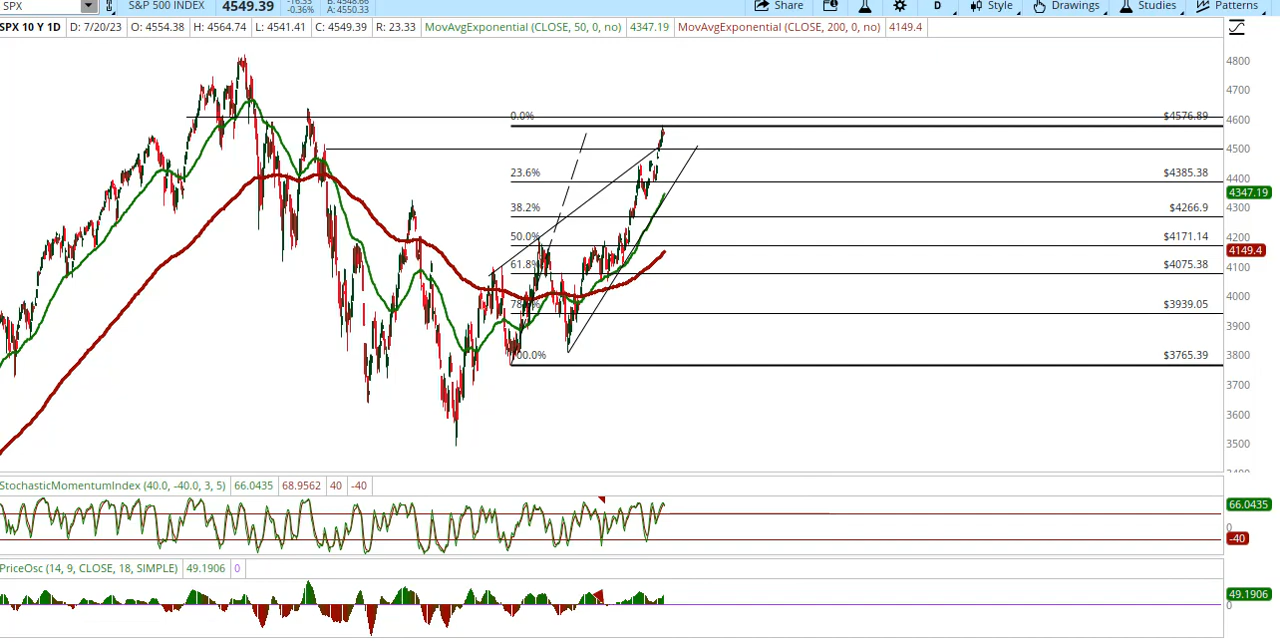 SPX S&P 500 INDEX 4549.39 -0.36% A: 4550.33 Share D Style Drawings Studies Patterns
SPX 10 Y 1D D: 7/20/23 O: 4554.38 H: 4564.74 L: 4541.41 C: 4549.39 R: 23.33 MovAvgExponential (CLOSE, 50, 0, no) 4347.19 MovAvgExponential (CLOSE, 200, 0, no) 4149.4
4800
4700
0.0% $4576.89 4600
4500
23.6% $4385.38 4400
4347.19
38.2% $4266.9 4300
50.0% $4171.14 4200
4149.4
61.8% $4075.38 4100
4000
$3939.05
3900
$3765.39 3800
3700
3600
3500
StochasticMomentumIndex (40.0, -40.0, 3, 5) 66.0435 68.9562 40 -40
66.0435
0
-40
PriceOsc (14, 9, CLOSE, 18, SIMPLE) 49.1906 0
49.1906
0